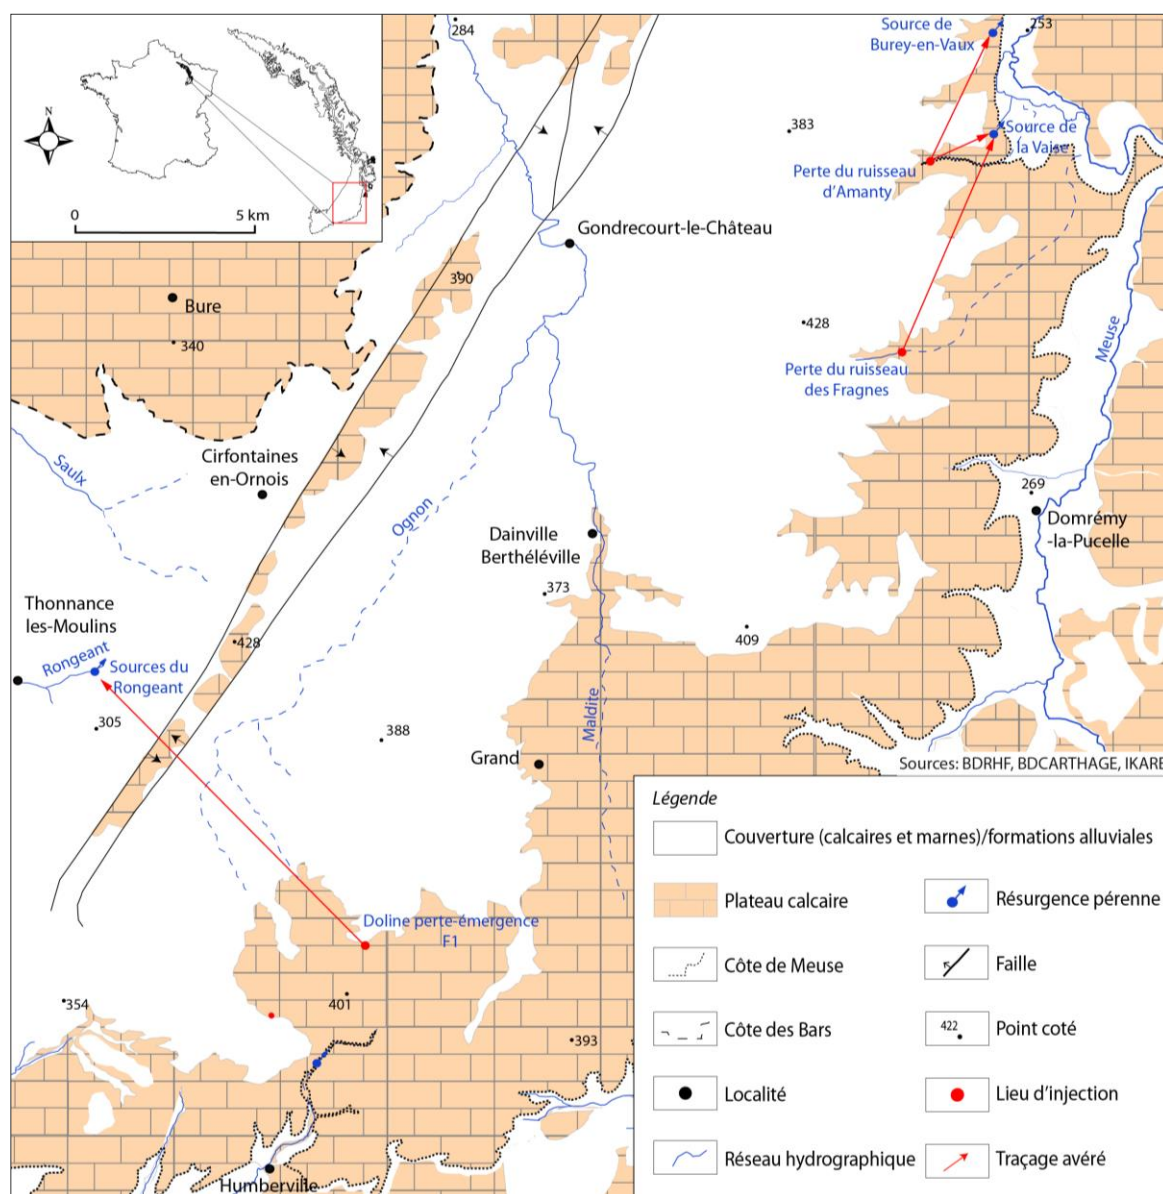 284
Source de
Burey-en-Vaux
253
N
0
5 km
383
Source de
la Vaise
Perte du ruisseau
d'Amanty
Gondrecourt-le-Château
390
Bure
340
428
Meuse
Perte du ruisseau
des Fragnes
Saulx
Cirfontaines
en-Ornois
Ognon
269
Domrémy
-la-Pucelle
Dainville
Berthéléville
373
409
Thonnance
les-Moulins
428
Rongeant
Sources du
Rongeant
305
388
Maldite
Grand
Sources: BDRHF, BDCARTHAGE, IKARE
Doline perte-émergence
F1
354
401
393
Humberville
Légende
Couverture (calcaires et marnes)/formations alluviales
Plateau calcaire
Résurgence pérenne
Côte de Meuse
Faille
Côte des Bars
422
Point coté
Localité
Lieu d'injection
Réseau hydrographique
Traçage avéré